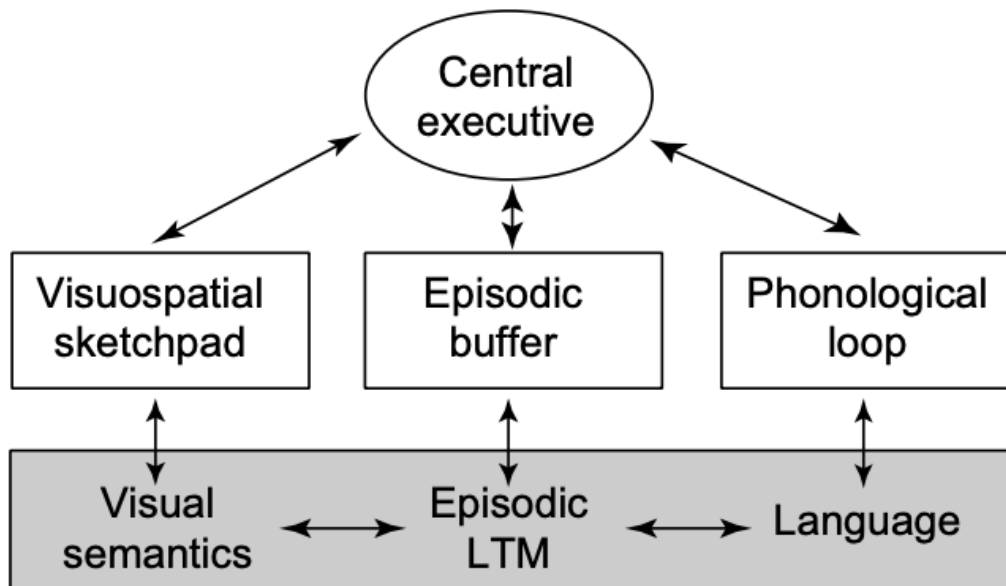 Central
executive
Visuospatial
sketchpad
Episodic
buffer
Phonological
loop
Visual
semantics
Episodic
LTM
Language